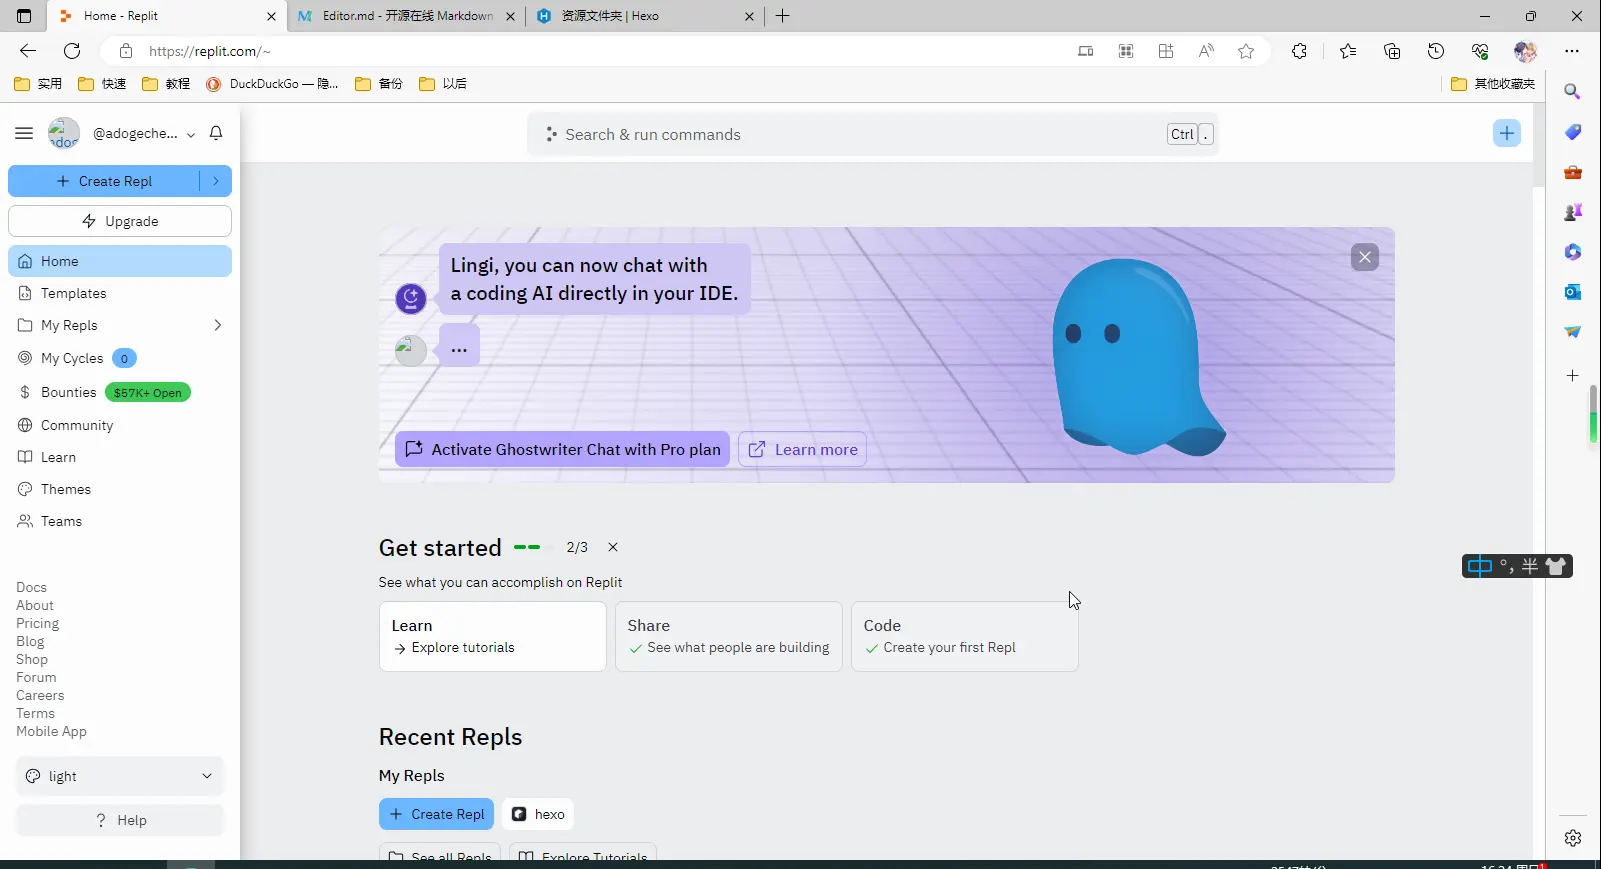 Home - Replit
Editor.md - 开源在线 Markdown
资源文件夹 | Hexo
https://replit.com/~
实用
快速
教程
DuckDuckGo — 隐...
备份
以后
其他收藏夹
@adogeche...
Search & run commands
Ctrl .
Create Repl
Upgrade
Home
Templates
My Repls
My Cycles 0
Bounties $57K+ Open
Community
Learn
Themes
Teams
Docs
About
Pricing
Blog
Shop
Forum
Careers
Terms
Mobile App
light
? Help
Lingi, you can now chat with
a coding AI directly in your IDE.
...
Activate Ghostwriter Chat with Pro plan
Learn more
Get started 2/3
See what you can accomplish on Replit
Learn
Explore tutorials
Share
See what people are building
Code
Create your first Repl
Recent Repls
My Repls
Create Repl
hexo
See all Repls
Explore Tutorials
中 °, 半